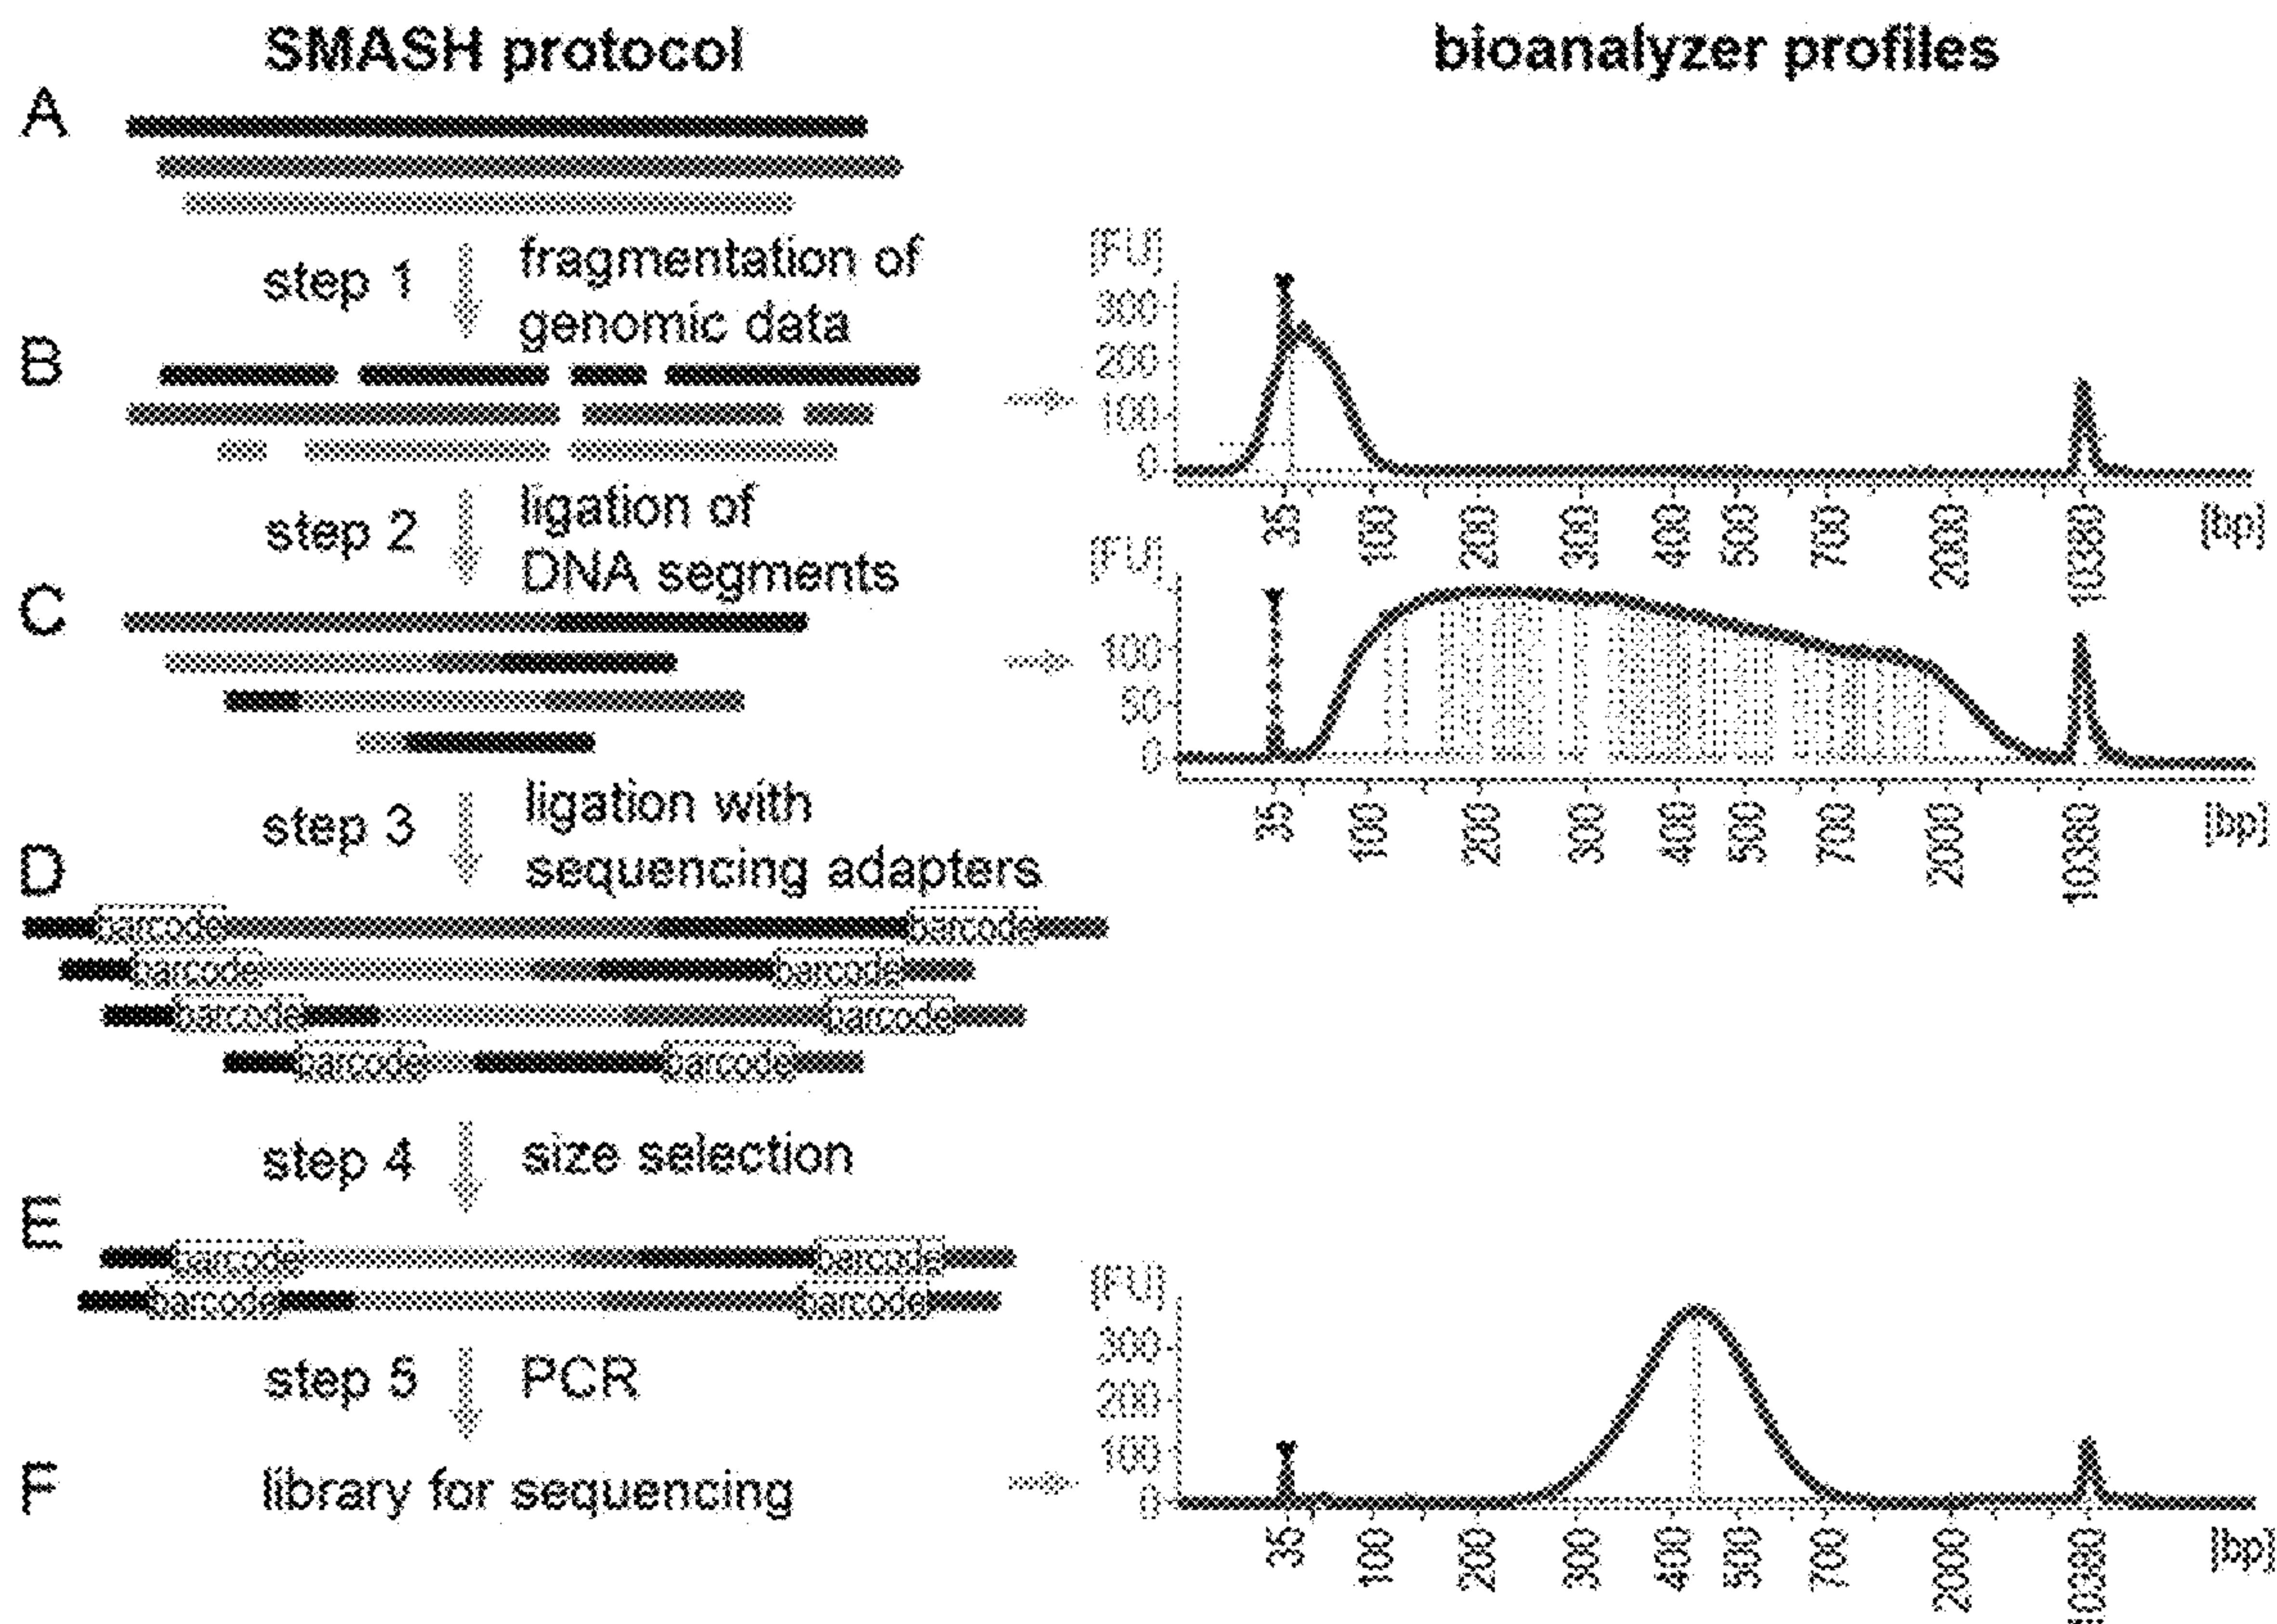 SMASH protocol
bioanalyzer profiles
A
step 1
fragmentation of
genomic data
B
step 2
ligation of
DNA segments
C
step 3
ligation with
sequencing adapters
D
barcode
barcode
barcode
barcode
barcode
barcode
barcode
barcode
step 4
size selection
E
barcode
barcode
barcode
barcode
step 5
PCR
F
library for sequencing
[FU]
300
200
100
0
35 100 200 300 400 500 700 2000 10380 [bp]
[FU]
100
50
0
35 100 200 300 400 500 700 2000 10380 [bp]
[FU]
300
200
100
0
35 100 200 300 400 500 700 2000 10380 [bp]